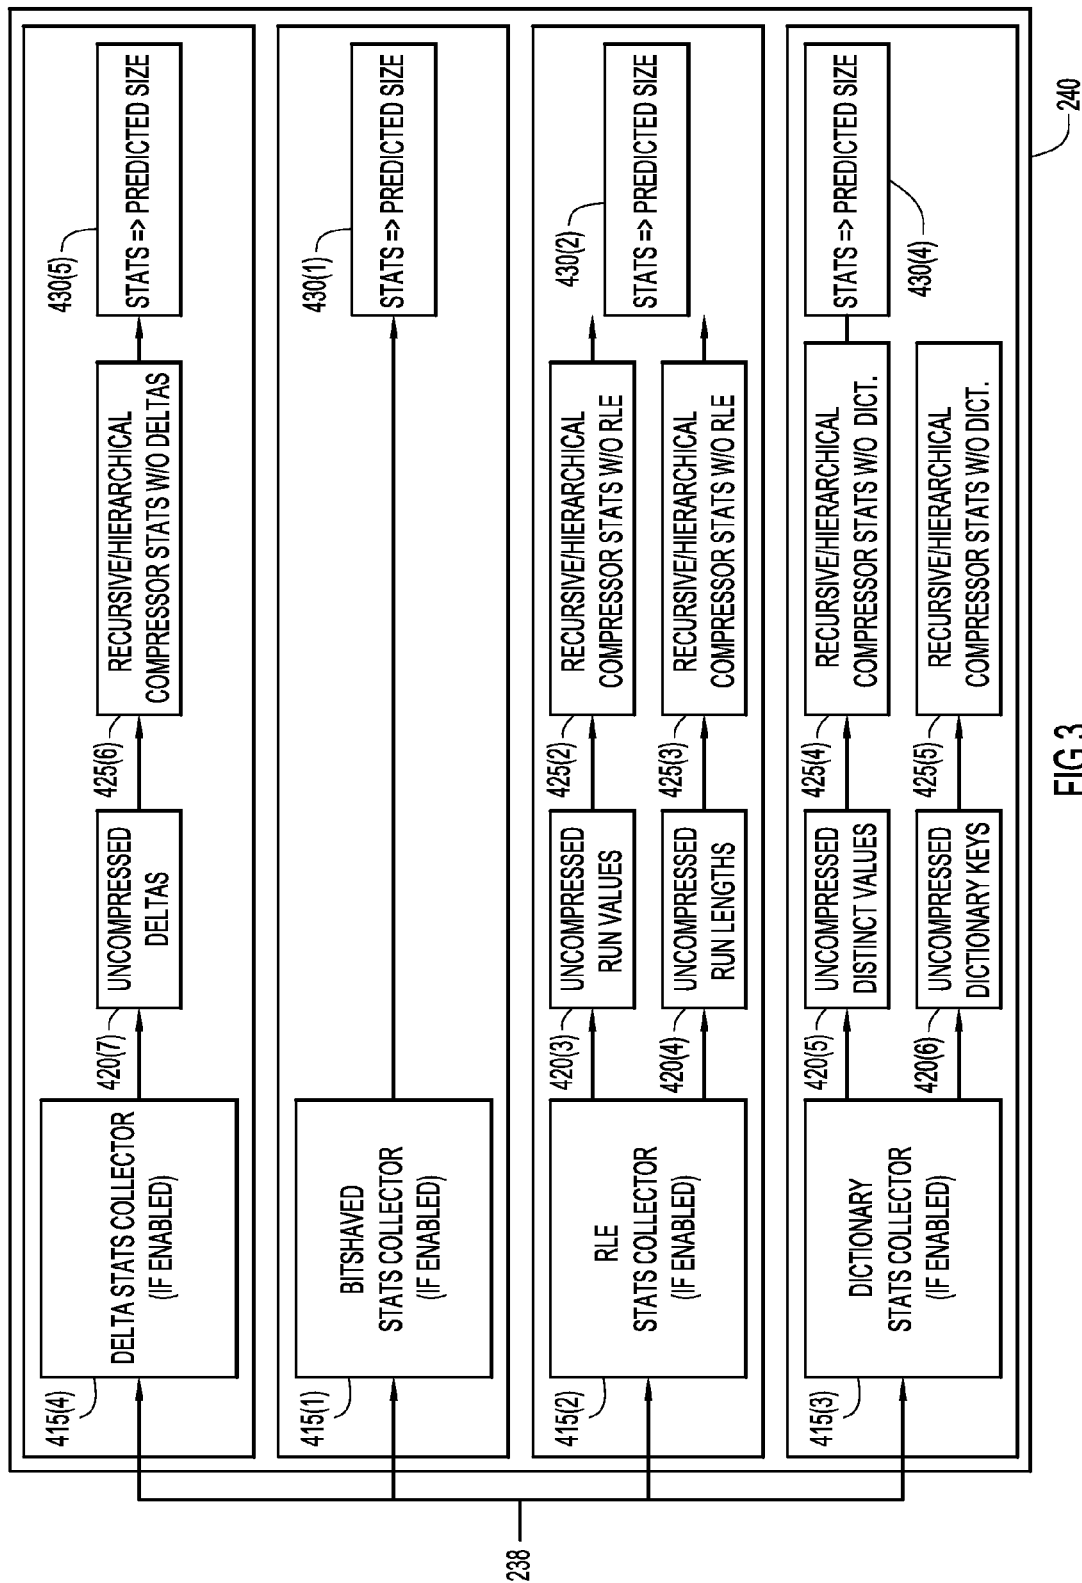 238
415(4)
DELTA STATS COLLECTOR
(IF ENABLED)
420(7)
UNCOMPRESSED
DELTAS
425(6)
RECURSIVE/HIERARCHICAL
COMPRESSOR STATS W/O DELTAS
430(5)
STATS => PREDICTED SIZE
415(1)
BITSHAVED
STATS COLLECTOR
(IF ENABLED)
430(1)
STATS => PREDICTED SIZE
415(2)
RLE
STATS COLLECTOR
(IF ENABLED)
420(3)
UNCOMPRESSED
RUN VALUES
425(2)
RECURSIVE/HIERARCHICAL
COMPRESSOR STATS W/O RLE
420(4)
UNCOMPRESSED
RUN LENGTHS
425(3)
RECURSIVE/HIERARCHICAL
COMPRESSOR STATS W/O RLE
430(2)
STATS => PREDICTED SIZE
415(3)
DICTIONARY
STATS COLLECTOR
(IF ENABLED)
420(5)
UNCOMPRESSED
DISTINCT VALUES
425(4)
RECURSIVE/HIERARCHICAL
COMPRESSOR STATS W/O DICT.
420(6)
UNCOMPRESSED
DICTIONARY KEYS
425(5)
RECURSIVE/HIERARCHICAL
COMPRESSOR STATS W/O DICT.
STATS => PREDICTED SIZE
430(4)
240
FIG.3